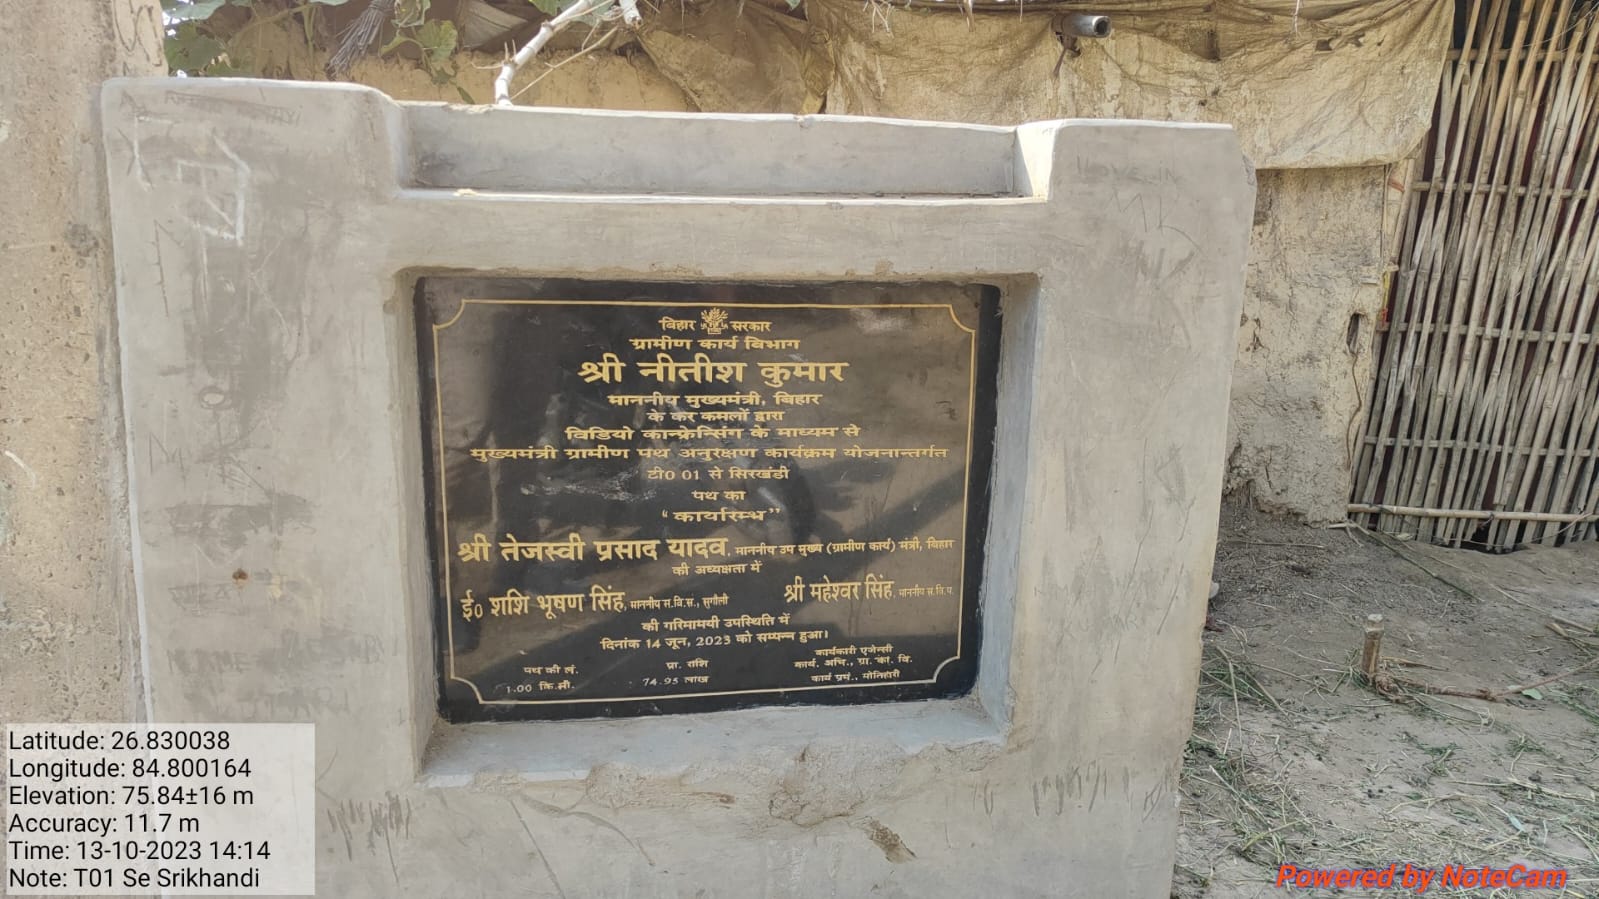 बिहार सरकार
ग्रामीण कार्य विभाग
श्री नीतीश कुमार
माननीय मुख्यमंत्री, बिहार
के कर कमलों द्वारा
विडियो कान्फ्रेन्सिंग के माध्यम से
मुख्यमंत्री ग्रामीण पथ अनुरक्षण कार्यक्रम योजनान्तर्गत
टी0 01 से सिरखंडी
पथ का
“कार्यारम्भ”
श्री तेजस्वी प्रसाद यादव, माननीय उप मुख्य (ग्रामीण कार्य) मंत्री, बिहार
की अध्यक्षता में
ई० शशि भूषण सिंह, माननीय स.वि.स., सुगौली श्री महेश्वर सिंह, माननीय स.वि.प.
की गरिमामयी उपस्थिति में
दिनांक 14 जून, 2023 को सम्पन्न हुआ।
पथ की लं. प्रा. राशि कार्यकारी एजेन्सी
1.00 कि.मी. 74.95 लाख कार्य. अभि., ग्रा. का. वि.
कार्य प्रमं., मोतिहारी
Latitude: 26.830038
Longitude: 84.800164
Elevation: 75.84±16 m
Accuracy: 11.7 m
Time: 13-10-2023 14:14
Note: T01 Se Srikhandi
Powered by NoteCam